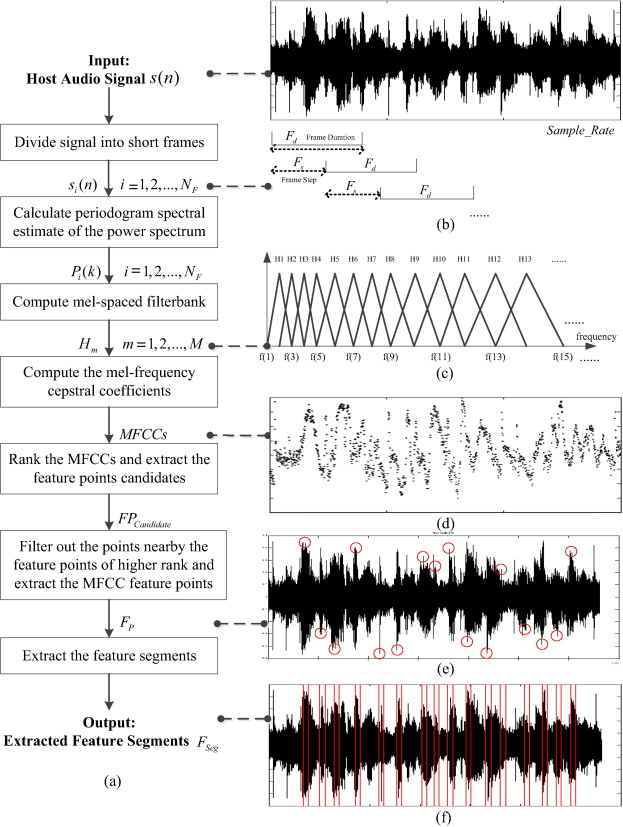 Input:
Host Audio Signal s(n)
Divide signal into short frames
s_i(n) i = 1, 2, ..., N_F
Calculate periodogram spectral
estimate of the power spectrum
P_i(k) i = 1, 2, ..., N_F
Compute mel-spaced filterbank
H_m m = 1, 2, ..., M
Compute the mel-frequency
cepstral coefficients
MFCCs
Rank the MFCCs and extract the
feature points candidates
FP_Candidate
Filter out the points nearby the
feature points of higher rank and
extract the MFCC feature points
F_P
Extract the feature segments
Output:
Extracted Feature Segments F_Seg
(a)
Sample_Rate
F_d Frame Duration
F_s F_d
Frame Step
F_s F_d
......
(b)
H1 H2 H3 H4 H5 H6 H7 H8 H9 H10 H11 H12 H13 ......
......
frequency
f(1) f(3) f(5) f(7) f(9) f(11) f(13) f(15) ......
(c)
(d)
(e)
(f)